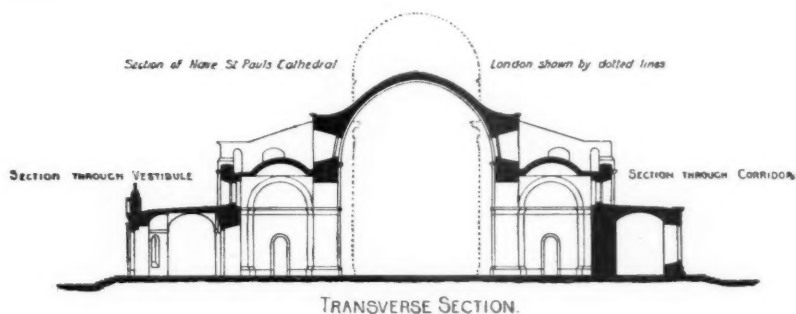 Section of Nave St Pauls Cathedral London shown by dotted lines
SECTION THROUGH VESTIBULE
SECTION THROUGH CORRIDOR
TRANSVERSE SECTION.